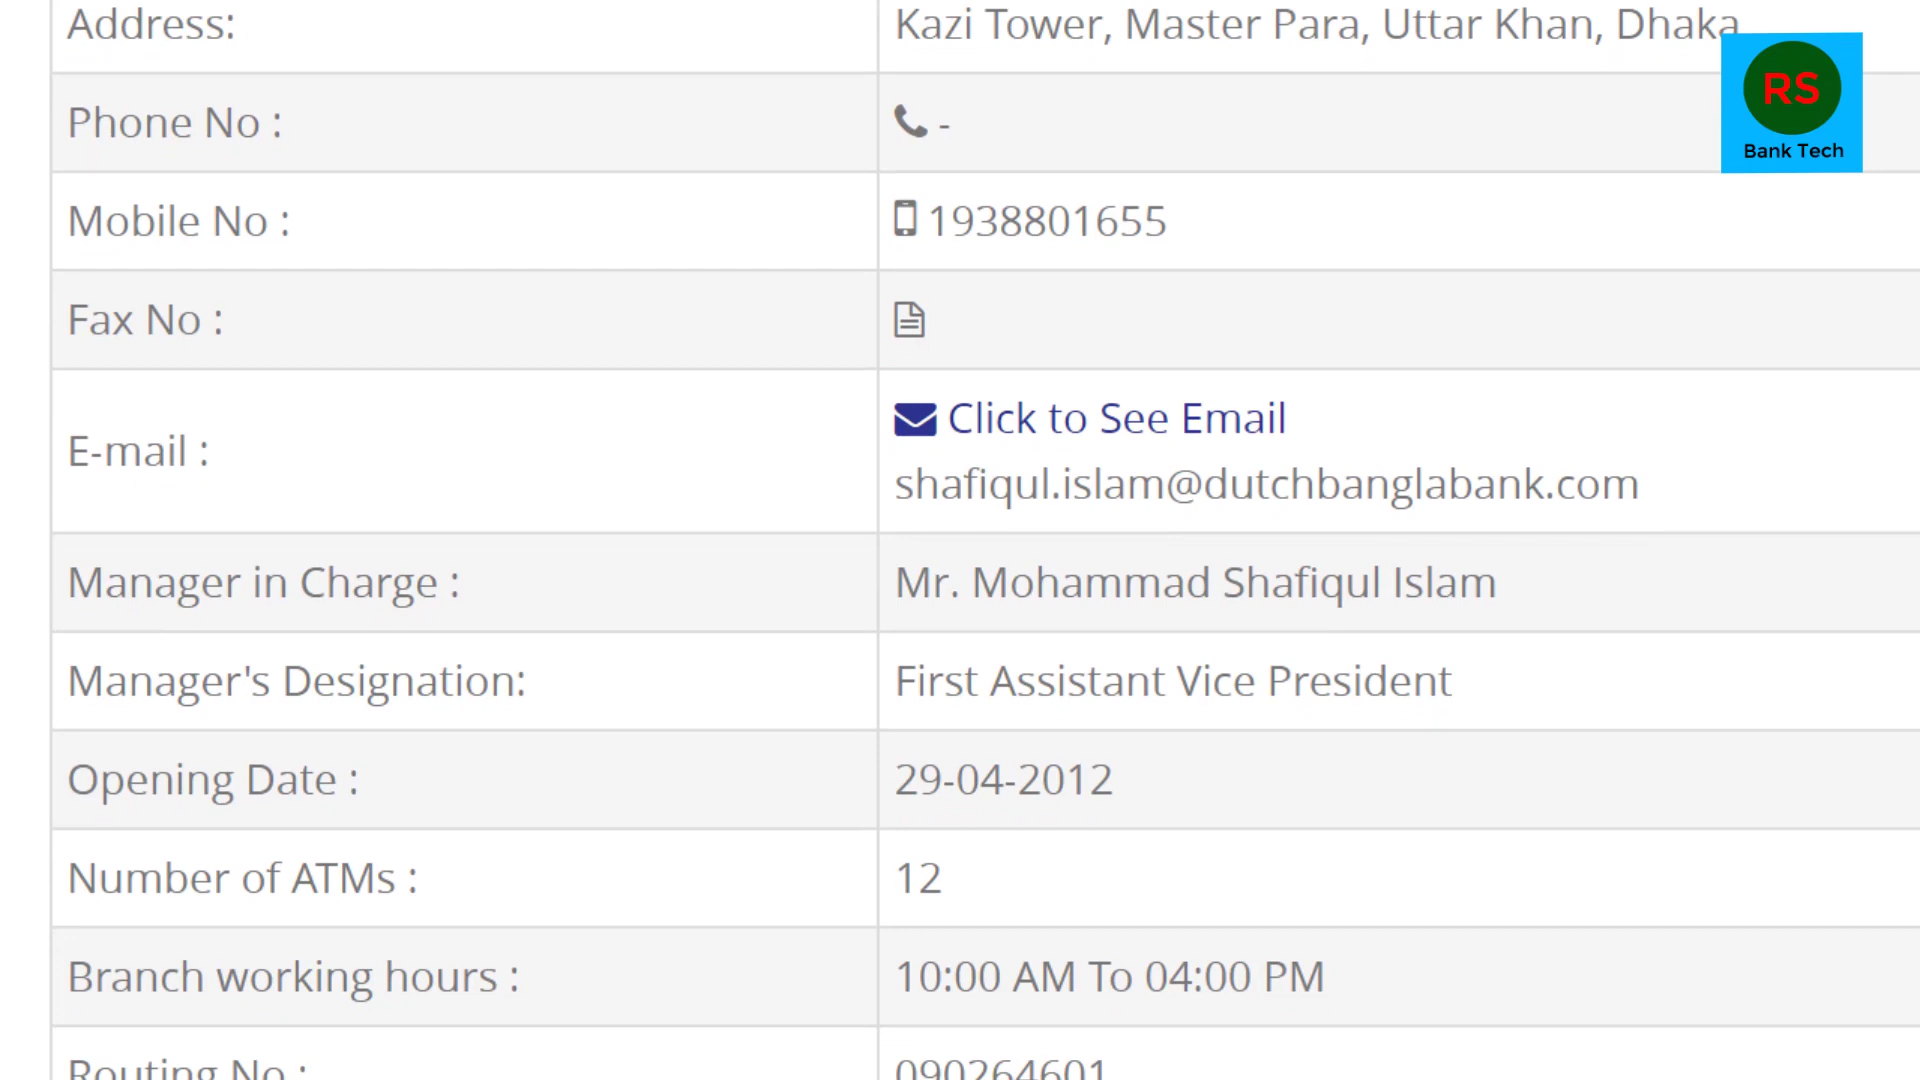 Address: Kazi Tower, Master Para, Uttar Khan, Dhaka
RS
Bank Tech
Phone No : -
Mobile No : 1938801655
Fax No :
E-mail : Click to See Email
shafiqul.islam@dutchbanglabank.com
Manager in Charge : Mr. Mohammad Shafiqul Islam
Manager's Designation: First Assistant Vice President
Opening Date : 29-04-2012
Number of ATMs : 12
Branch working hours : 10:00 AM To 04:00 PM
Routing No : 090264601